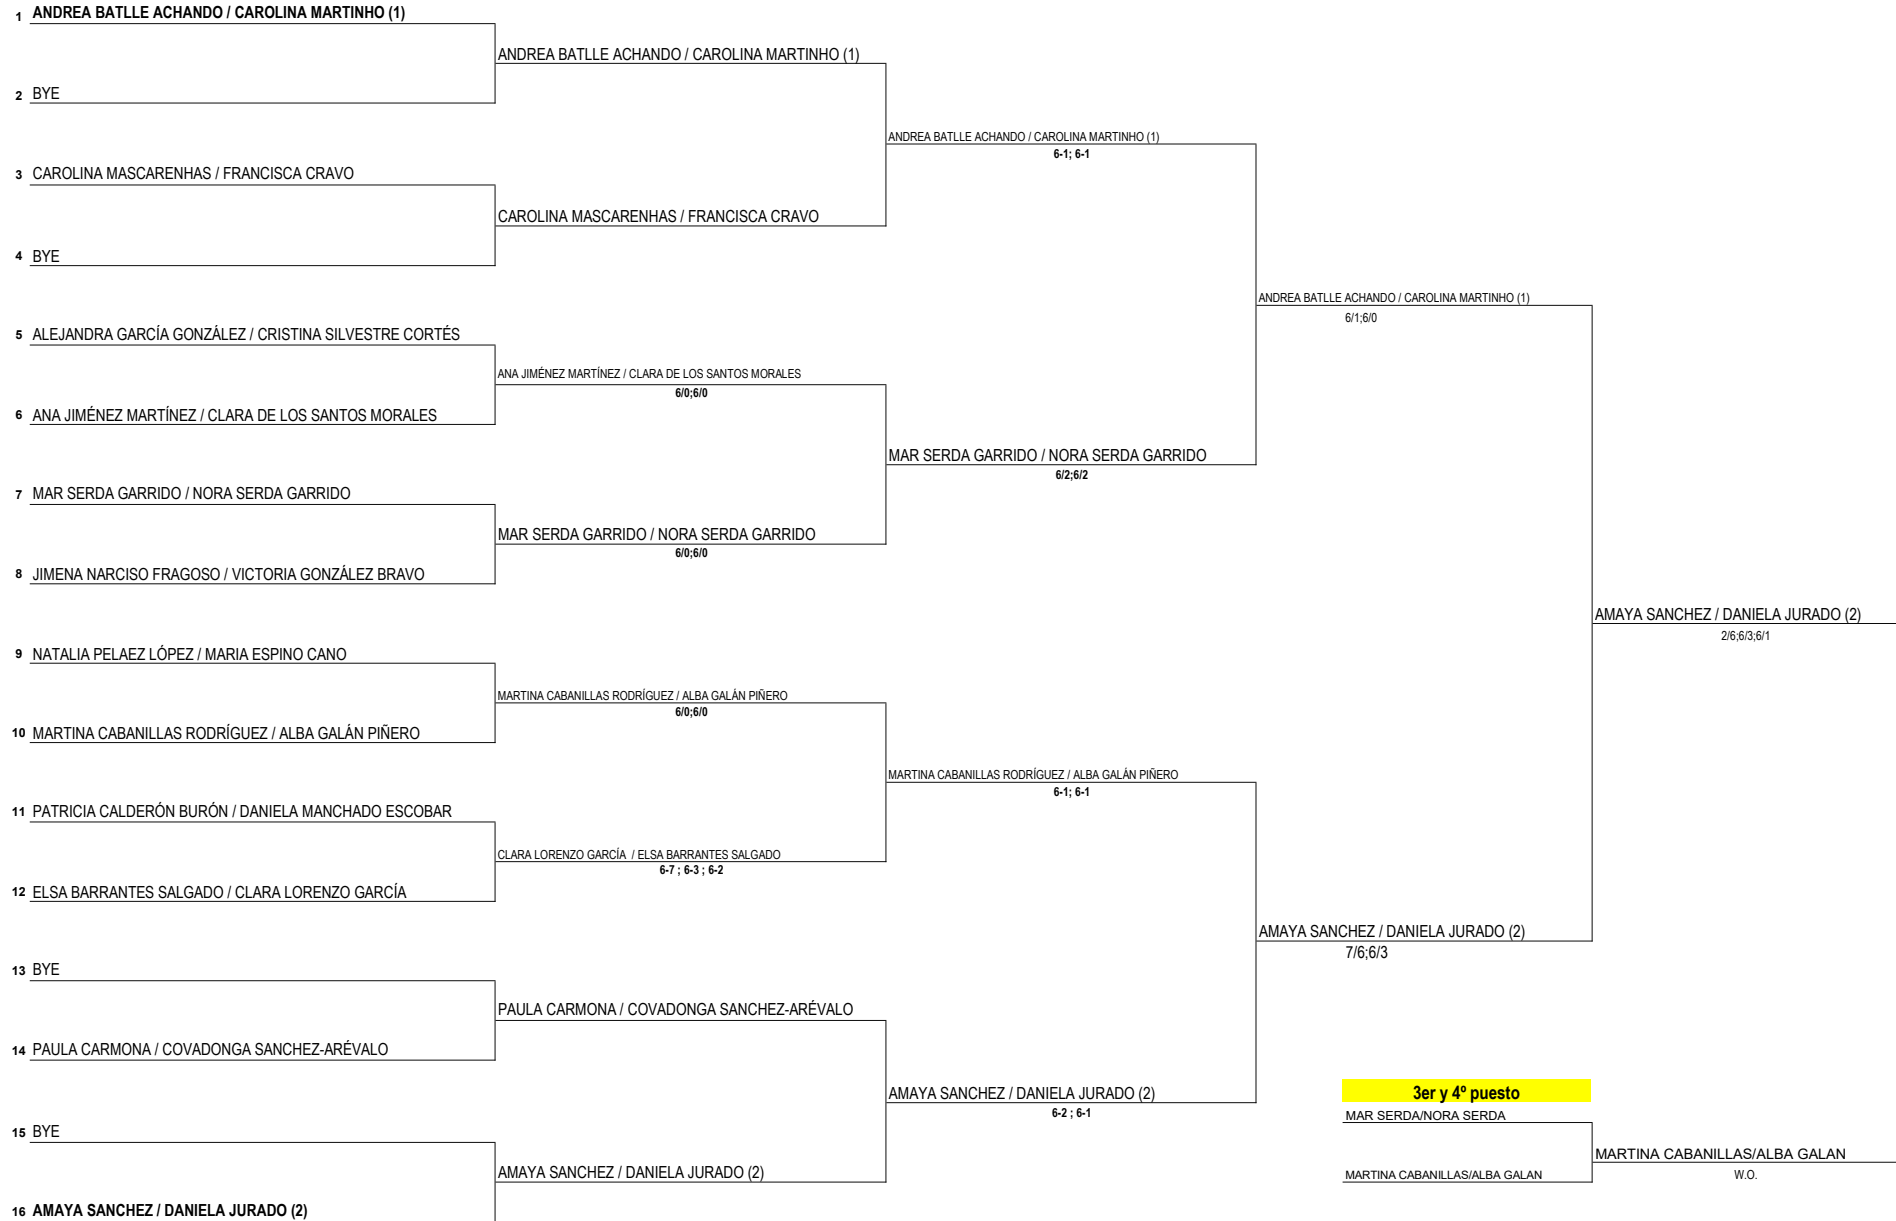 1 ANDREA BATLLE ACHANDO / CAROLINA MARTINHO (1)
ANDREA BATLLE ACHANDO / CAROLINA MARTINHO (1)
2 BYE
ANDREA BATLLE ACHANDO / CAROLINA MARTINHO (1)
6-1; 6-1
3 CAROLINA MASCARENHAS / FRANCISCA CRAVO
CAROLINA MASCARENHAS / FRANCISCA CRAVO
4 BYE
ANDREA BATLLE ACHANDO / CAROLINA MARTINHO (1)
6/1;6/0
5 ALEJANDRA GARCÍA GONZÁLEZ / CRISTINA SILVESTRE CORTÉS
ANA JIMÉNEZ MARTÍNEZ / CLARA DE LOS SANTOS MORALES
6/0;6/0
6 ANA JIMÉNEZ MARTÍNEZ / CLARA DE LOS SANTOS MORALES
MAR SERDA GARRIDO / NORA SERDA GARRIDO
6/2;6/2
7 MAR SERDA GARRIDO / NORA SERDA GARRIDO
MAR SERDA GARRIDO / NORA SERDA GARRIDO
6/0;6/0
8 JIMENA NARCISO FRAGOSO / VICTORIA GONZÁLEZ BRAVO
AMAYA SANCHEZ / DANIELA JURADO (2)
2/6;6/3;6/1
9 NATALIA PELAEZ LÓPEZ / MARIA ESPINO CANO
MARTINA CABANILLAS RODRÍGUEZ / ALBA GALÁN PIÑERO
6/0;6/0
10 MARTINA CABANILLAS RODRÍGUEZ / ALBA GALÁN PIÑERO
MARTINA CABANILLAS RODRÍGUEZ / ALBA GALÁN PIÑERO
6-1; 6-1
11 PATRICIA CALDERÓN BURÓN / DANIELA MANCHADO ESCOBAR
CLARA LORENZO GARCÍA / ELSA BARRANTES SALGADO
6-7 ; 6-3 ; 6-2
12 ELSA BARRANTES SALGADO / CLARA LORENZO GARCÍA
AMAYA SANCHEZ / DANIELA JURADO (2)
7/6;6/3
13 BYE
PAULA CARMONA / COVADONGA SANCHEZ-ARÉVALO
14 PAULA CARMONA / COVADONGA SANCHEZ-ARÉVALO
AMAYA SANCHEZ / DANIELA JURADO (2)
6-2 ; 6-1
15 BYE
AMAYA SANCHEZ / DANIELA JURADO (2)
16 AMAYA SANCHEZ / DANIELA JURADO (2)
3er y 4º puesto
MAR SERDA/NORA SERDA
MARTINA CABANILLAS/ALBA GALAN
W.O.
MARTINA CABANILLAS/ALBA GALAN